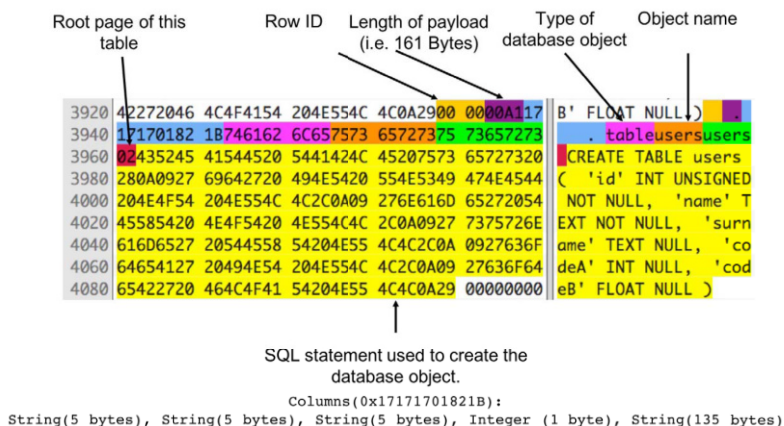 Root page of this table
Row ID
Length of payload (i.e. 161 Bytes)
Type of database object
Object name
3920 42272046 4C4F4154 204E554C 4C0A2900 000000A1 17 B' FLOAT NULL )
3940 17170182 1B746162 6C657573 65727375 73657273 . tableusersusers
3960 02435245 41544520 5441424C 45207573 65727320 CREATE TABLE users
3980 280A0927 69642720 494E5420 554E5349 474E4544 ( 'id' INT UNSIGNED
4000 204E4F54 204E554C 4C2C0A09 276E616D 65272054 NOT NULL, 'name' T
4020 45585420 4E4F5420 4E554C4C 2C0A0927 7375726E EXT NOT NULL, 'surn
4040 616D6527 20544558 54204E55 4C4C2C0A 0927636F ame' TEXT NULL, 'co
4060 64654127 20494E54 204E554C 4C2C0A09 27636F64 deA' INT NULL, 'cod
4080 65422720 464C4F41 54204E55 4C4C0A29 00000000 eB' FLOAT NULL )
SQL statement used to create the
database object.
Columns(0x17171701821B):
String(5 bytes), String(5 bytes), String(5 bytes), Integer (1 byte), String(135 bytes)